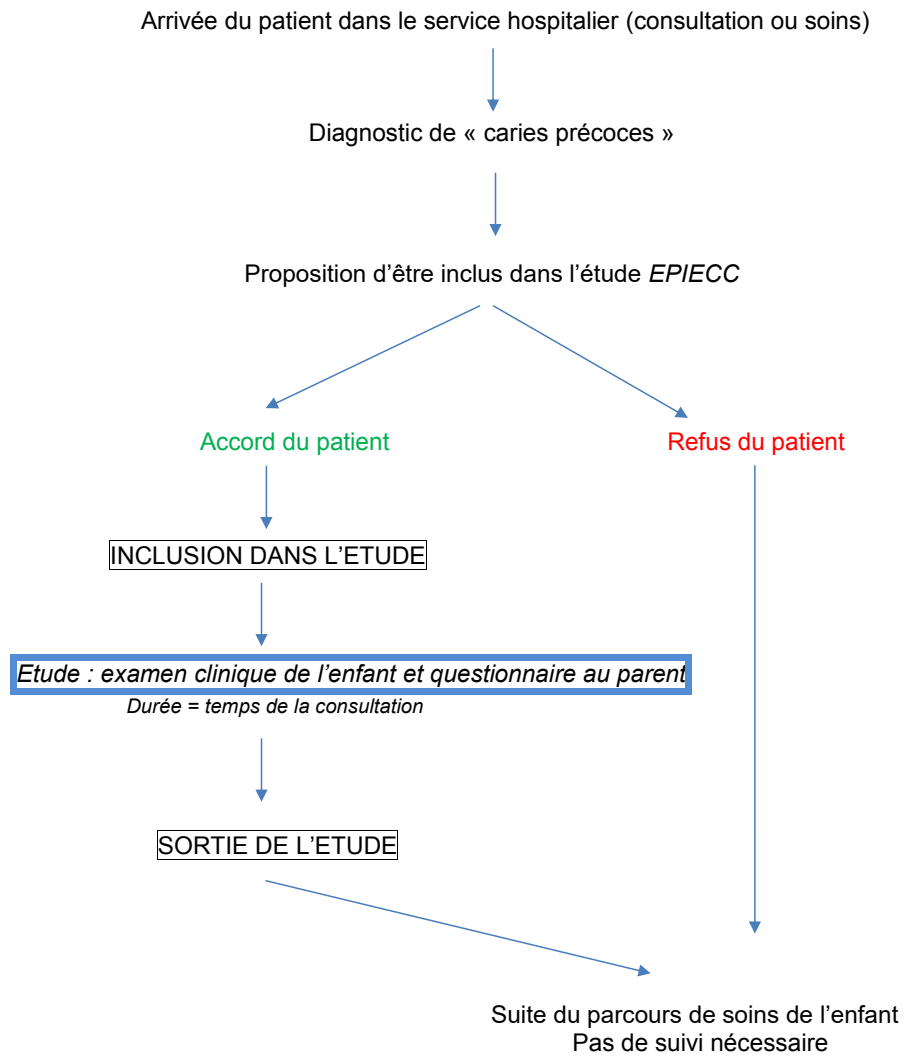 Arrivée du patient dans le service hospitalier (consultation ou soins)
Diagnostic de « caries précoces »
Proposition d’être inclus dans l’étude EPIECC
Accord du patient
Refus du patient
INCLUSION DANS L’ETUDE
Etude : examen clinique de l’enfant et questionnaire au parent
Durée = temps de la consultation
SORTIE DE L’ETUDE
Suite du parcours de soins de l’enfant
Pas de suivi nécessaire